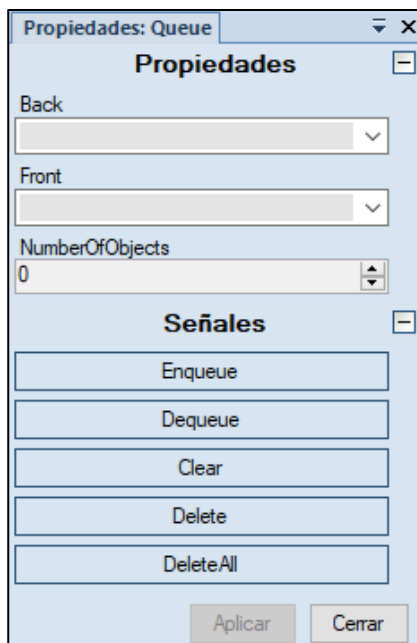 Propiedades: Queue
Propiedades
Back
Front
NumberOfObjects
0
Señales
Enqueue
Dequeue
Clear
Delete
DeleteAll
Aplicar Cerrar